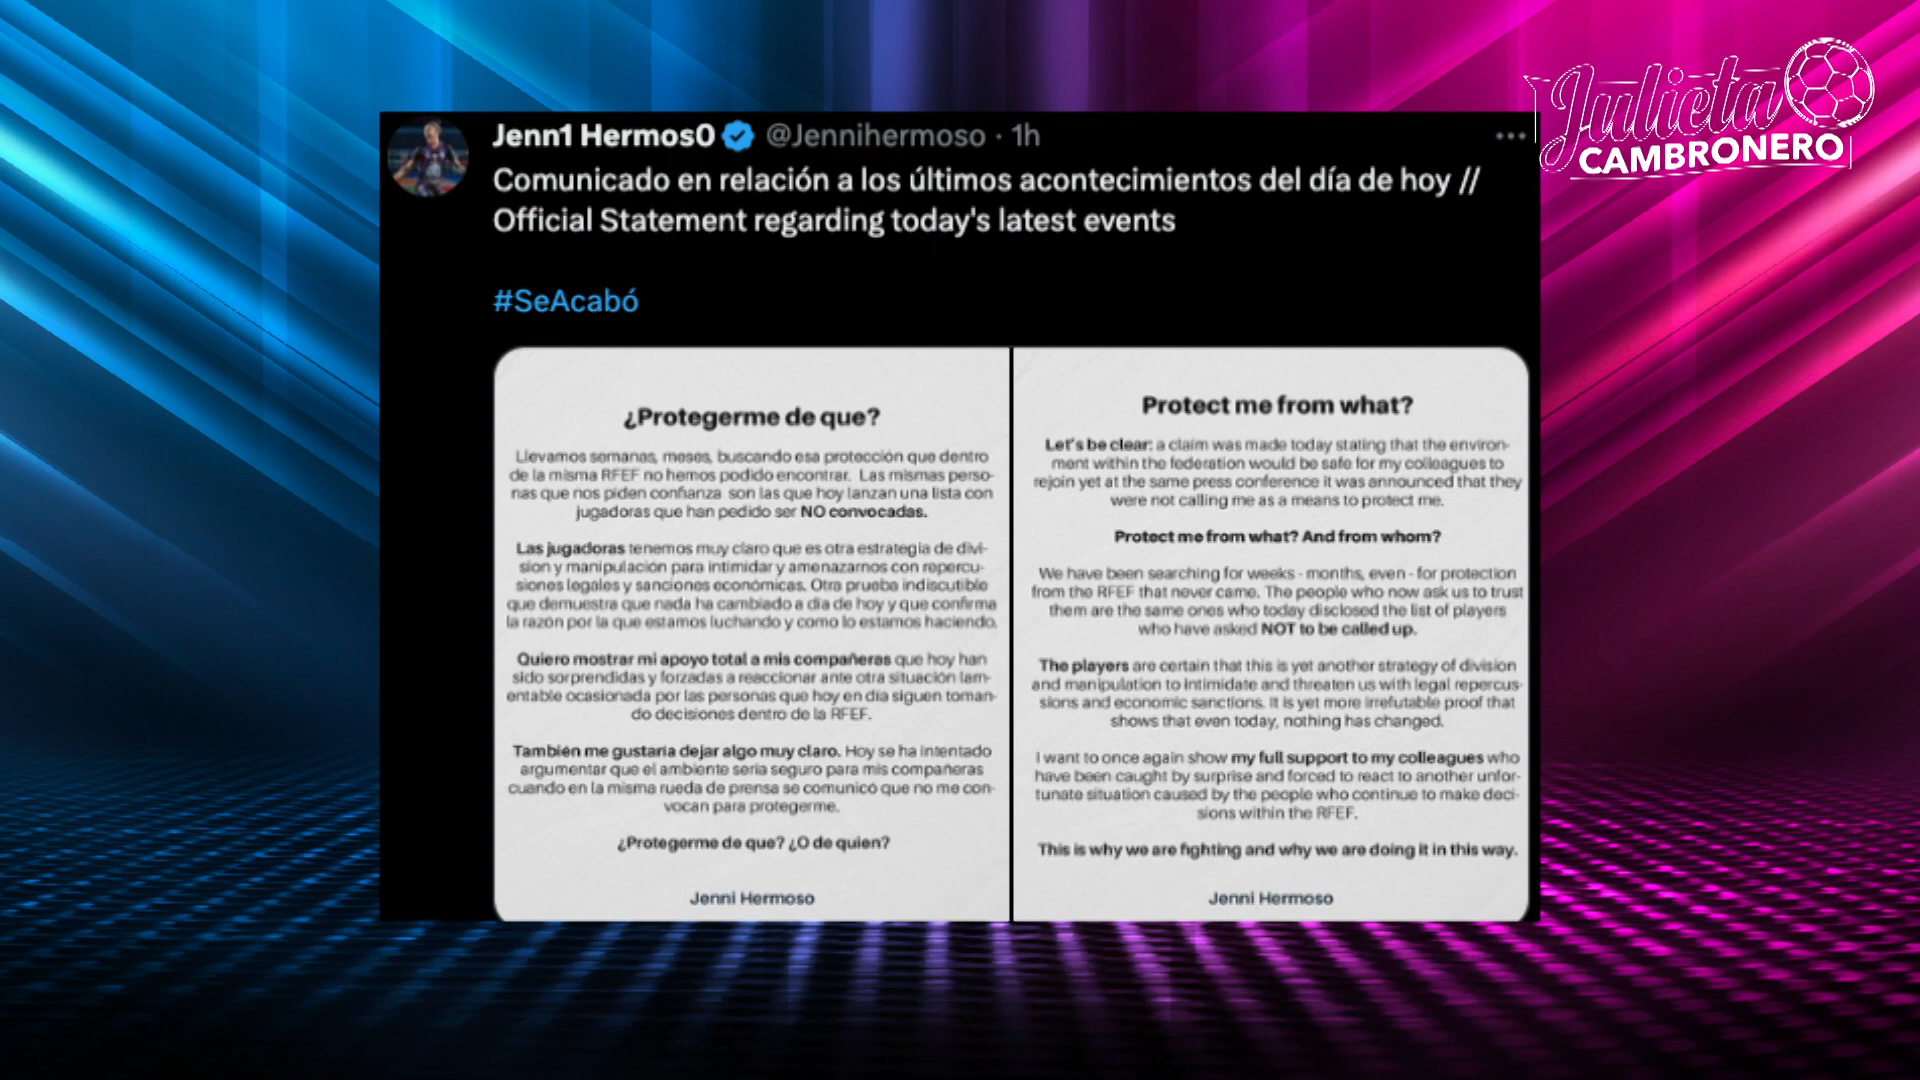 Julieta
CAMBRONERO
Jenn1 Hermos0 @Jennihermoso · 1h
Comunicado en relación a los últimos acontecimientos del día de hoy //
Official Statement regarding today's latest events
#SeAcabó
¿Protegerme de que?
Llevamos semanas, meses, buscando esa protección que dentro
de la misma RFEF no hemos podido encontrar. Las mismas perso-
nas que nos piden confianza son las que hoy lanzan una lista con
jugadoras que han pedido ser NO convocadas.
Las jugadoras tenemos muy claro que es otra estrategia de divi-
sion y manipulación para intimidar y amenazarnos con repercu-
siones legales y sanciones económicas. Otra prueba indiscutible
que demuestra que nada ha cambiado a día de hoy y que confirma
la razón por la que estamos luchando y como lo estamos haciendo.
Quiero mostrar mi apoyo total a mis compañeras que hoy han
sido sorprendidas y forzadas a reaccionar ante otra situación lam-
entable ocasionada por las personas que hoy en día siguen toman-
do decisiones dentro de la RFEF.
También me gustaría dejar algo muy claro. Hoy se ha intentado
argumentar que el ambiente sería seguro para mis compañeras
cuando en la misma rueda de prensa se comunicó que no me con-
vocan para protegerme.
¿Protegerme de que? ¿O de quien?
Jenni Hermoso
Protect me from what?
Let's be clear: a claim was made today stating that the environ-
ment within the federation would be safe for my colleagues to
rejoin yet at the same press conference it was announced that they
were not calling me as a means to protect me.
Protect me from what? And from whom?
We have been searching for weeks - months, even - for protection
from the RFEF that never came. The people who now ask us to trust
them are the same ones who today disclosed the list of players
who have asked NOT to be called up.
The players are certain that this is yet another strategy of division
and manipulation to intimidate and threaten us with legal repercus-
sions and economic sanctions. It is yet more irrefutable proof that
shows that even today, nothing has changed.
I want to once again show my full support to my colleagues who
have been caught by surprise and forced to react to another unfor-
tunate situation caused by the people who continue to make deci-
sions within the RFEF.
This is why we are fighting and why we are doing it in this way.
Jenni Hermoso